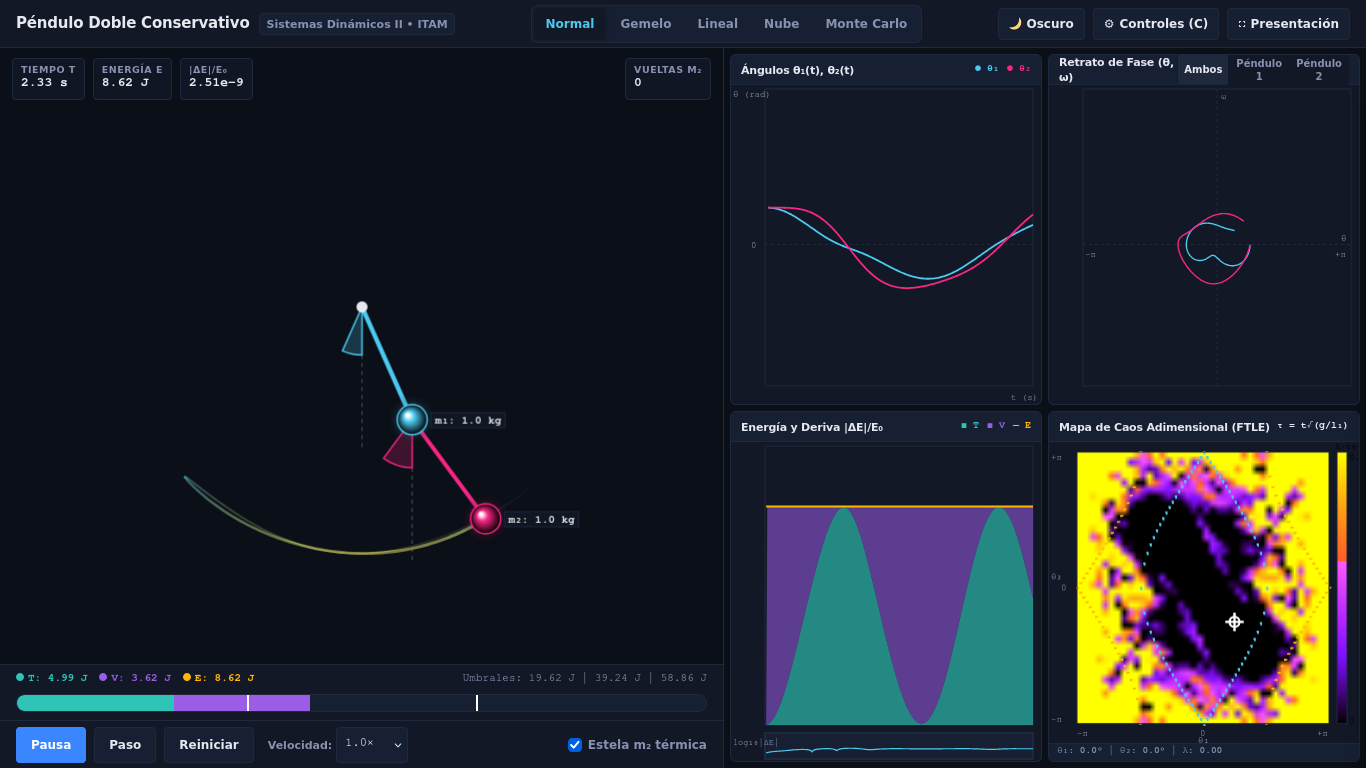 Péndulo Doble Conservativo
Sistemas Dinámicos II • ITAM
Normal
Gemelo
Lineal
Nube
Monte Carlo
🌙 Oscuro
⚙ Controles (C)
Presentación
TIEMPO T
2.33 s
ENERGÍA E
8.62 J
|ΔE|/E₀
2.51e−9
VUELTAS M₂
0
m₁: 1.0 kg
m₂: 1.0 kg
T: 4.99 J
V: 3.62 J
E: 8.62 J
Umbrales: 19.62 J | 39.24 J | 58.86 J
Pausa
Paso
Reiniciar
Velocidad:
1.0×
Estela m₂ térmica
Ángulos θ₁(t), θ₂(t)
θ₁
θ₂
θ (rad)
0
t (s)
Retrato de Fase (θ,
ω)
Ambos
Péndulo
1
Péndulo
2
ω
θ
−π
+π
Energía y Deriva |ΔE|/E₀
T
V
E
log₁₀|ΔE|
Mapa de Caos Adimensional (FTLE)
τ = t√(g/l₁)
+π
θ₂
0
−π
−π
0
+π
θ₁
θ₁: 0.0° | θ₂: 0.0° | λ: 0.00